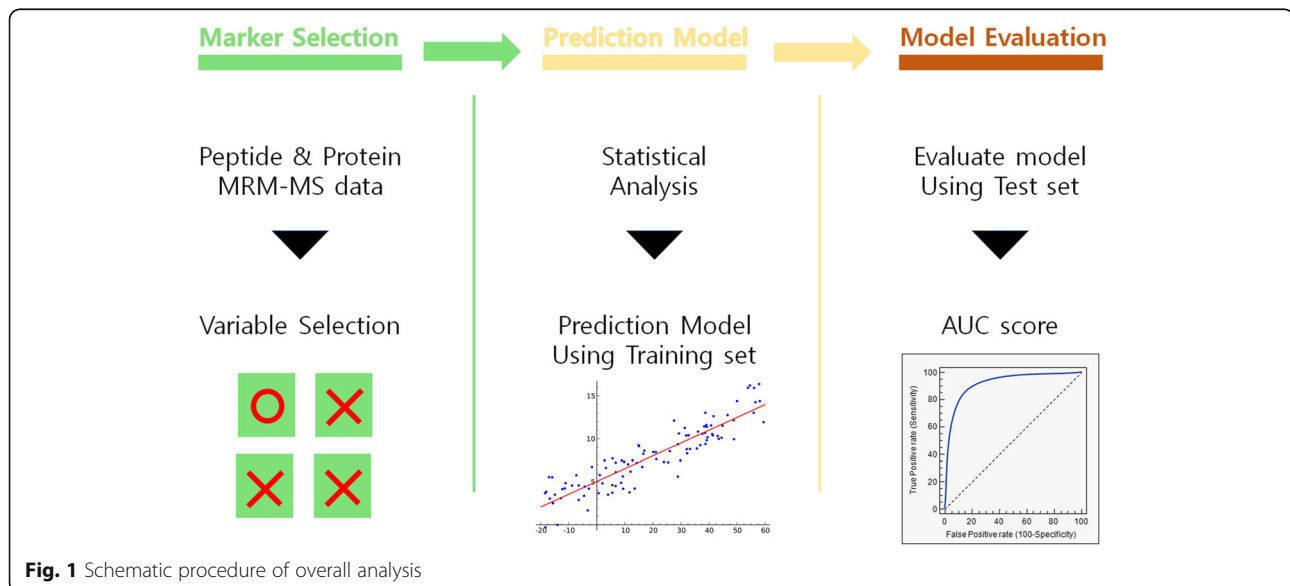 Marker Selection
Prediction Model
Model Evaluation
Peptide & Protein
MRM-MS data
Variable Selection
Statistical
Analysis
Prediction Model
Using Training set
15
10
5
-20 -10 0 10 20 30 40 50 60
Evaluate model
Using Test set
AUC score
True Positive rate (Sensitivity)
100
80
60
40
20
0
0 20 40 60 80 100
False Positive rate (100-Specificity)
Fig. 1 Schematic procedure of overall analysis